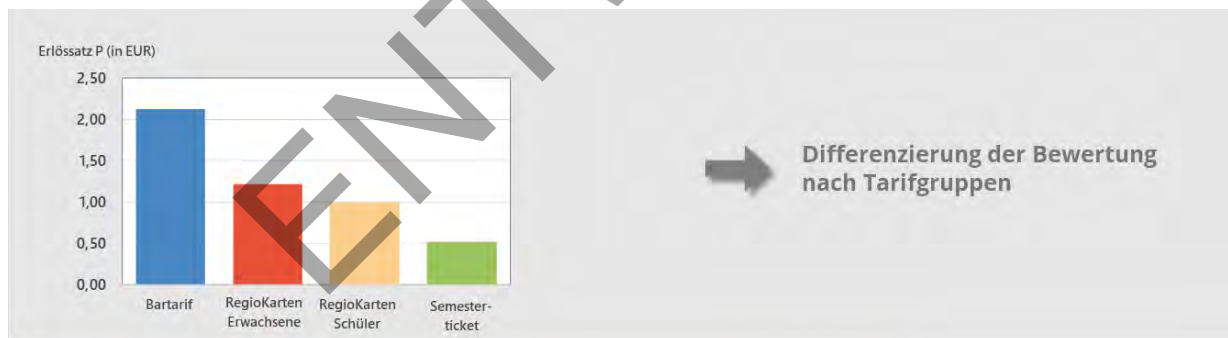 Erlössatz P (in EUR)
2,50
2,00
1,50
1,00
0,50
0,00
Bartarif
RegioKarten
Erwachsene
RegioKarten
Schüler
Semester-
ticket
Differenzierung der Bewertung
nach Tarifgruppen
ENT